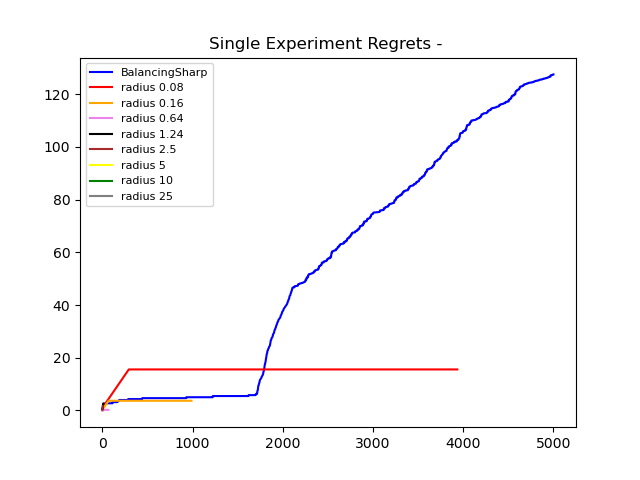 Single Experiment Regrets -
BalancingSharp
radius 0.08
radius 0.16
radius 0.64
radius 1.24
radius 2.5
radius 5
radius 10
radius 25
120
100
80
60
40
20
0
0 1000 2000 3000 4000 5000